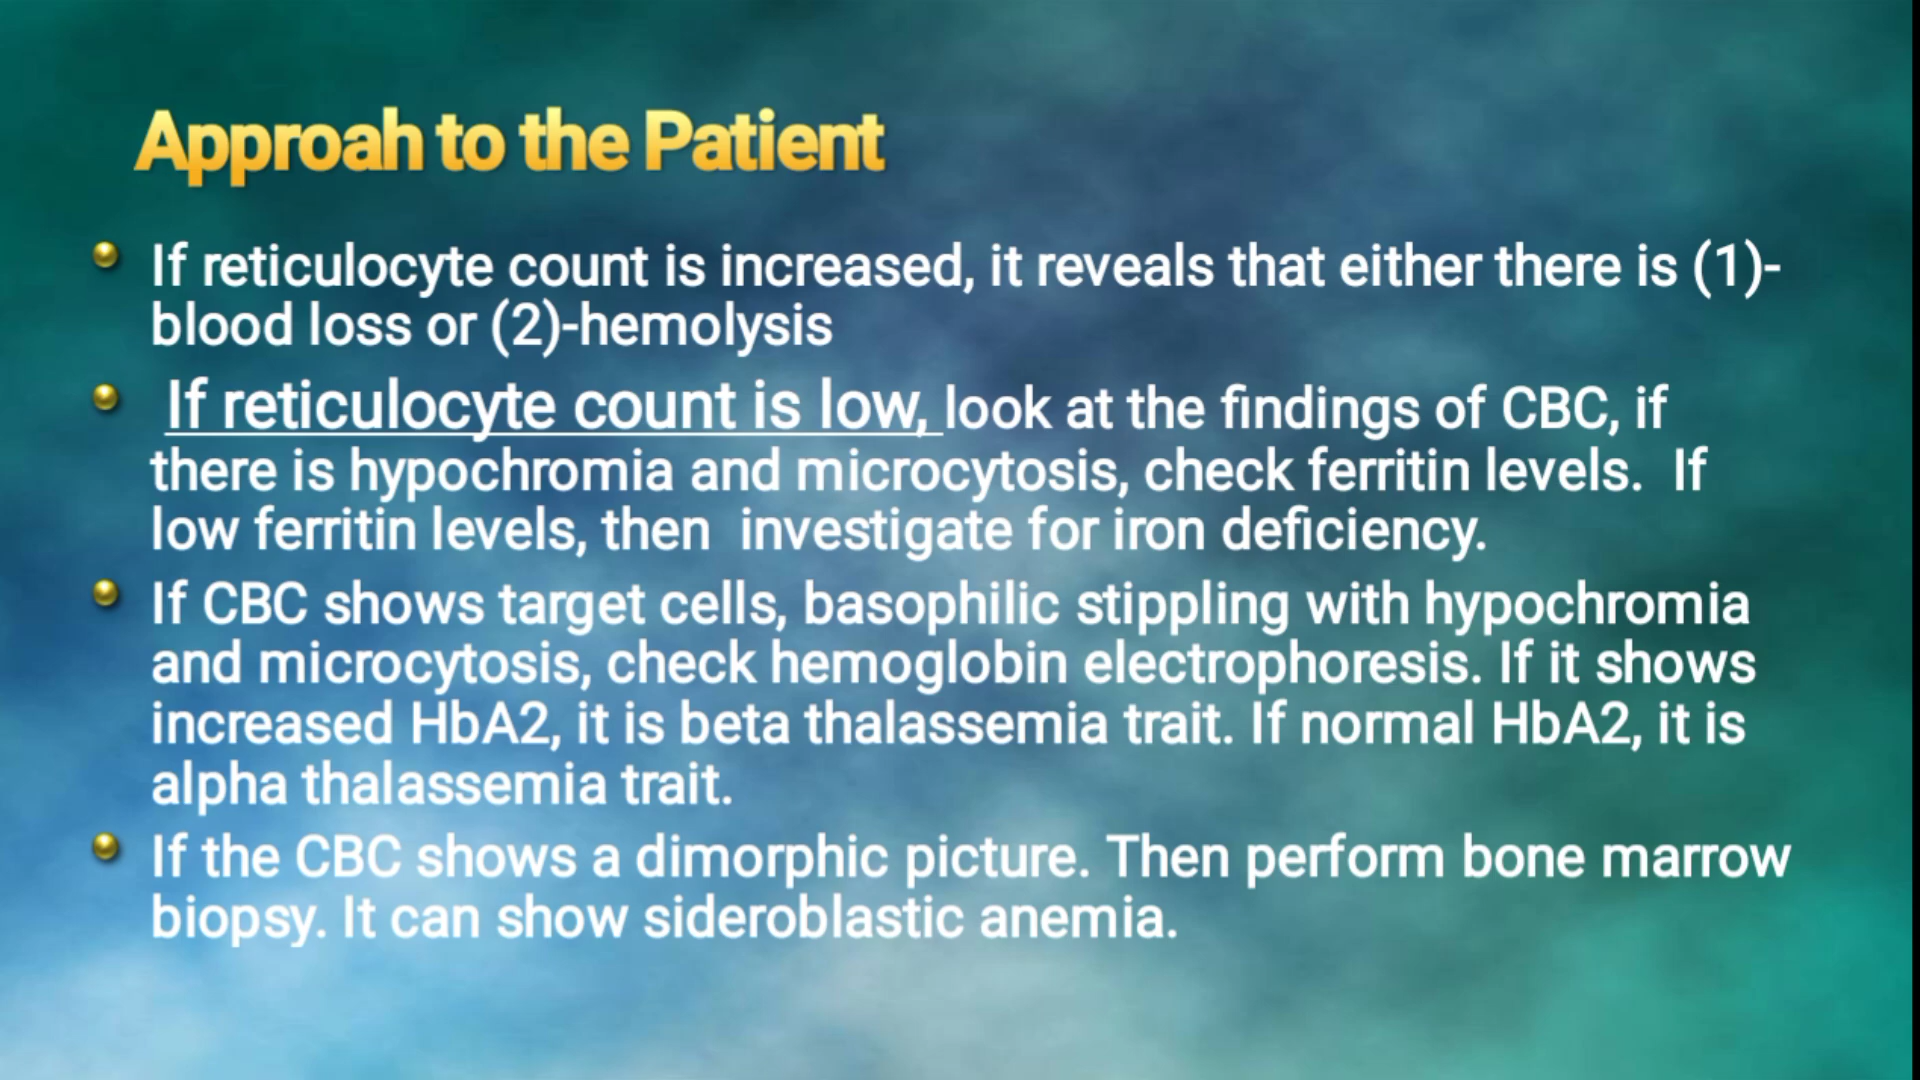 Approah to the Patient
If reticulocyte count is increased, it reveals that either there is (1)-
blood loss or (2)-hemolysis
If reticulocyte count is low, look at the findings of CBC, if
there is hypochromia and microcytosis, check ferritin levels.  If
low ferritin levels, then  investigate for iron deficiency.
If CBC shows target cells, basophilic stippling with hypochromia
and microcytosis, check hemoglobin electrophoresis. If it shows
increased HbA2, it is beta thalassemia trait. If normal HbA2, it is
alpha thalassemia trait.
If the CBC shows a dimorphic picture. Then perform bone marrow
biopsy. It can show sideroblastic anemia.